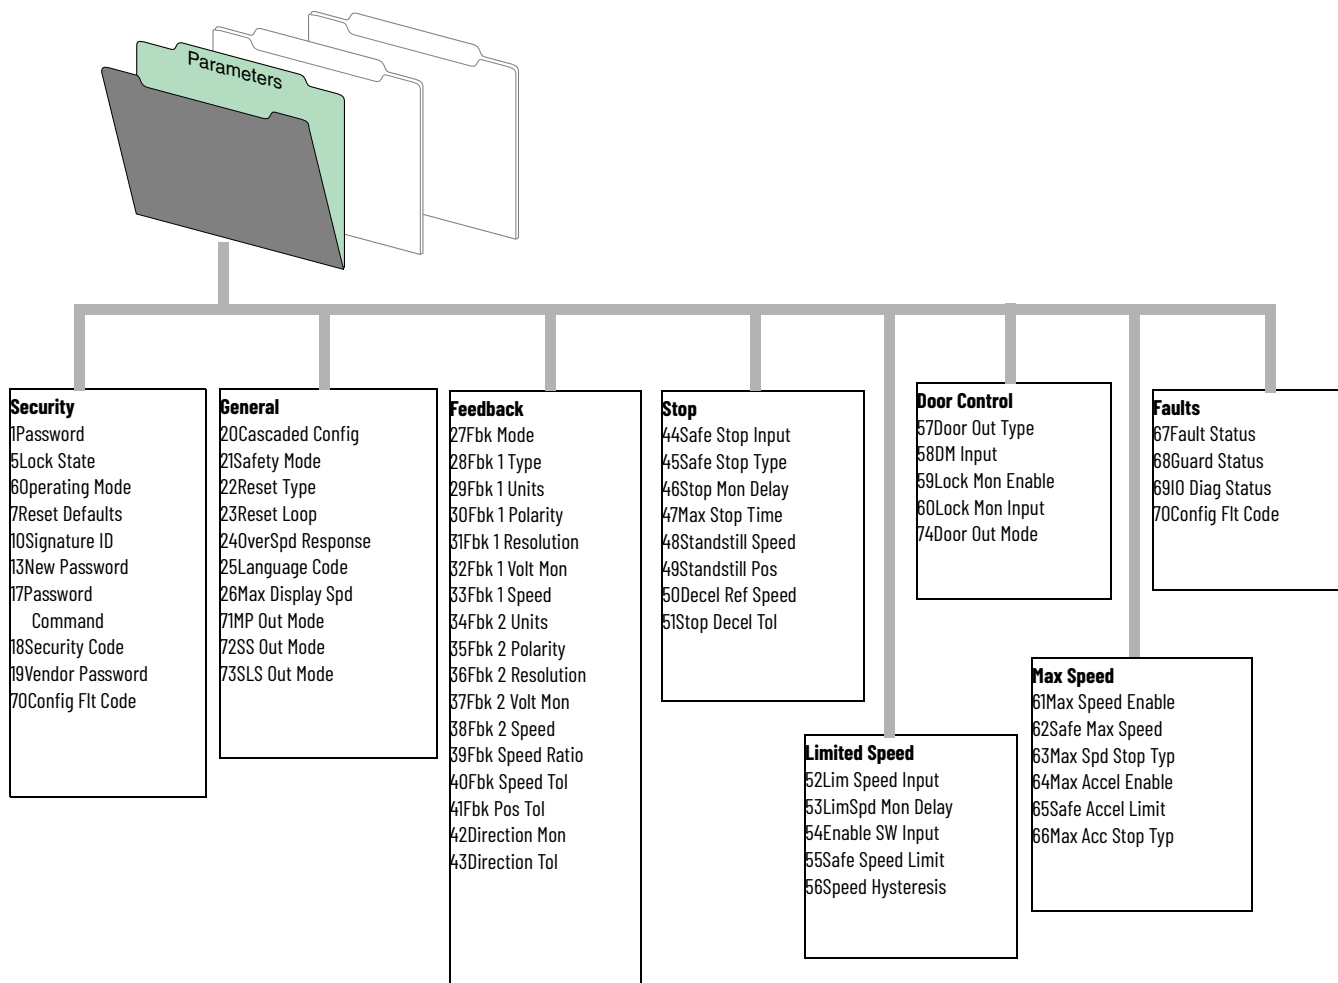 Parameters
Security
1Password
5Lock State
6Operating Mode
7Reset Defaults
10Signature ID
13New Password
17Password
Command
18Security Code
19Vendor Password
70Config Flt Code
General
20Cascaded Config
21Safety Mode
22Reset Type
23Reset Loop
24OverSpd Response
25Language Code
26Max Display Spd
71MP Out Mode
72SS Out Mode
73SLS Out Mode
Feedback
27Fbk Mode
28Fbk 1 Type
29Fbk 1 Units
30Fbk 1 Polarity
31Fbk 1 Resolution
32Fbk 1 Volt Mon
33Fbk 1 Speed
34Fbk 2 Units
35Fbk 2 Polarity
36Fbk 2 Resolution
37Fbk 2 Volt Mon
38Fbk 2 Speed
39Fbk Speed Ratio
40Fbk Speed Tol
41Fbk Pos Tol
42Direction Mon
43Direction Tol
Stop
44Safe Stop Input
45Safe Stop Type
46Stop Mon Delay
47Max Stop Time
48Standstill Speed
49Standstill Pos
50Decel Ref Speed
51Stop Decel Tol
Limited Speed
52Lim Speed Input
53LimSpd Mon Delay
54Enable SW Input
55Safe Speed Limit
56Speed Hysteresis
Door Control
57Door Out Type
58DM Input
59Lock Mon Enable
60Lock Mon Input
74Door Out Mode
Max Speed
61Max Speed Enable
62Safe Max Speed
63Max Spd Stop Typ
64Max Accel Enable
65Safe Accel Limit
66Max Acc Stop Typ
Faults
67Fault Status
68Guard Status
69IO Diag Status
70Config Flt Code